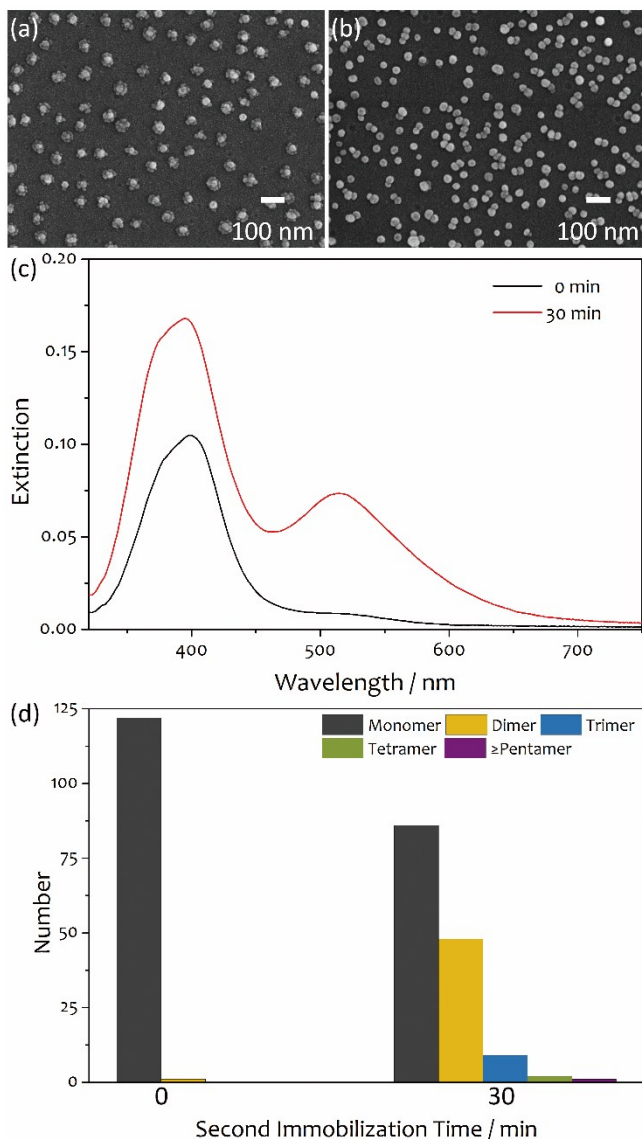 (a)
100 nm
(b)
100 nm
(c)
0.20
0.15
0.10
0.05
0.00
Extinction
0 min
30 min
400
500
600
700
Wavelength / nm
(d)
125
100
75
50
25
0
Number
Monomer Dimer Trimer
Tetramer ≥Pentamer
0
30
Second Immobilization Time / min